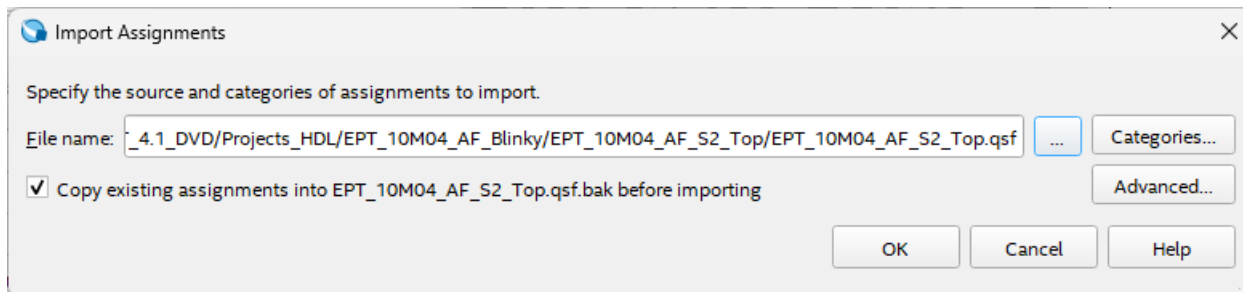 Import Assignments
Specify the source and categories of assignments to import.
File name: _4.1_DVD/Projects_HDL/EPT_10M04_AF_Blinky/EPT_10M04_AF_S2_Top/EPT_10M04_AF_S2_Top.qsf ... Categories...
Copy existing assignments into EPT_10M04_AF_S2_Top.qsf.bak before importing Advanced...
OK Cancel Help